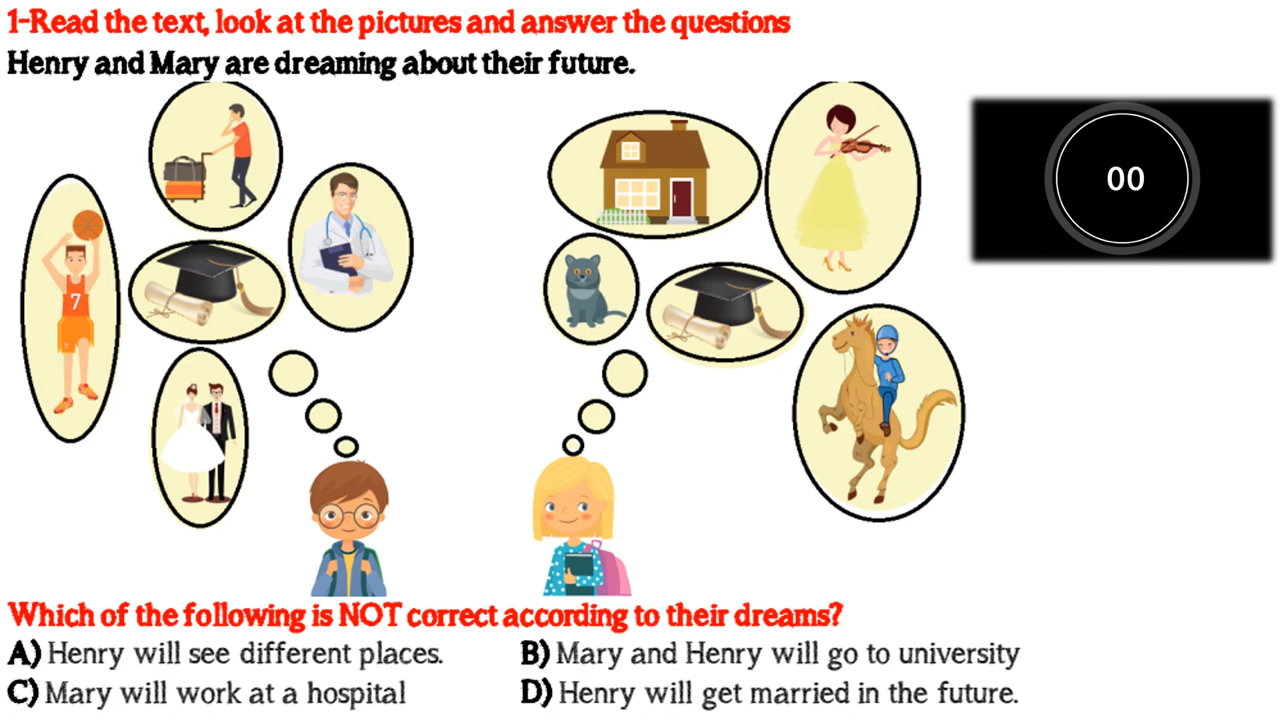 1-Read the text, look at the pictures and answer the questions
Henry and Mary are dreaming about their future.
00
7
Which of the following is NOT correct according to their dreams?
A) Henry will see different places.
B) Mary and Henry will go to university
C) Mary will work at a hospital
D) Henry will get married in the future.